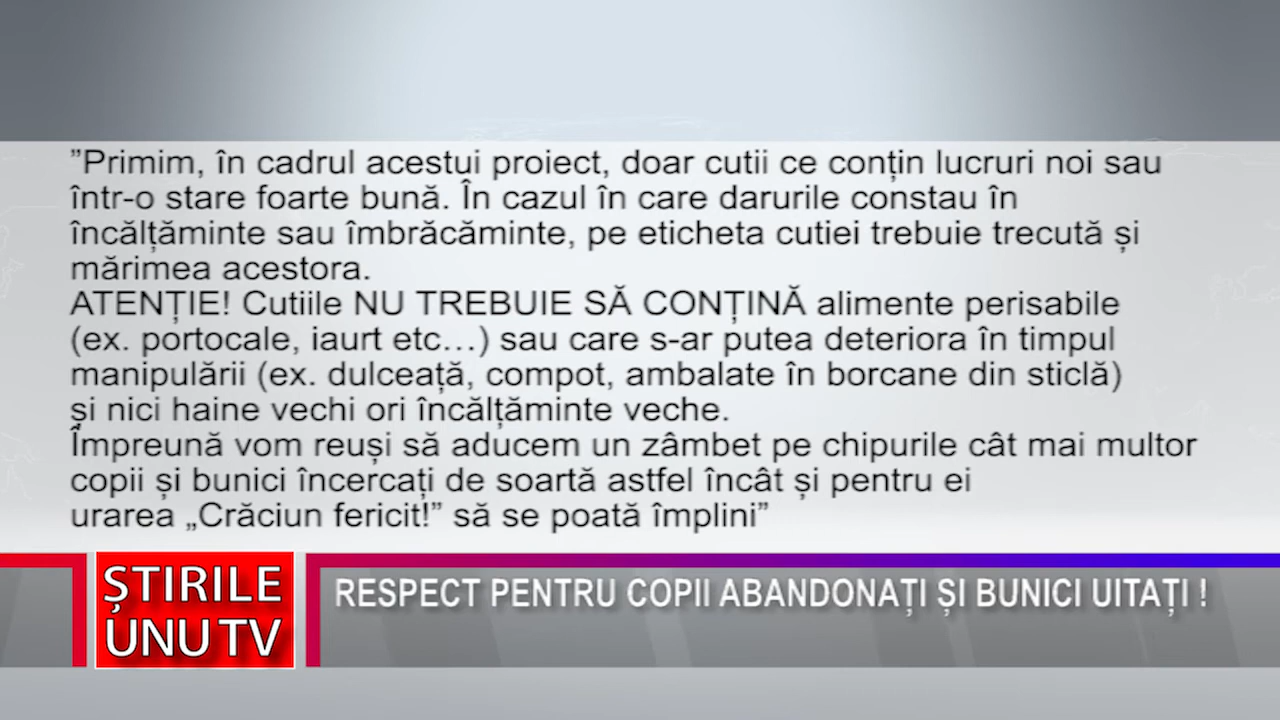 ”Primim, în cadrul acestui proiect, doar cutii ce conțin lucruri noi sau
într-o stare foarte bună. În cazul în care darurile constau în
încălțăminte sau îmbrăcăminte, pe eticheta cutiei trebuie trecută și
mărimea acestora.
ATENȚIE! Cutiile NU TREBUIE SĂ CONȚINĂ alimente perisabile
(ex. portocale, iaurt etc…) sau care s-ar putea deteriora în timpul
manipulării (ex. dulceață, compot, ambalate în borcane din sticlă)
și nici haine vechi ori încălțăminte veche.
Împreună vom reuși să aducem un zâmbet pe chipurile cât mai multor
copii și bunici încercați de soartă astfel încât și pentru ei
urarea „Crăciun fericit!” să se poată împlini”
ȘTIRILE
UNU TV
RESPECT PENTRU COPII ABANDONAȚI ȘI BUNICI UITAȚI !